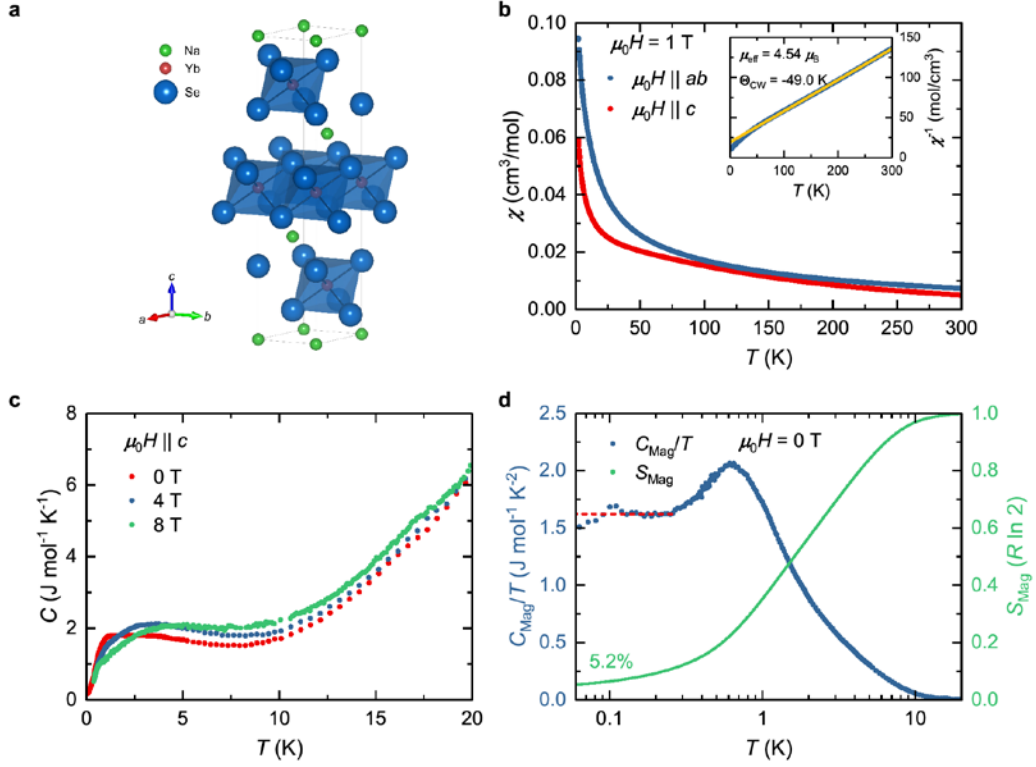 a
Na
Yb
Se
c
a
b
b
μ₀H = 1 T
μ₀H || ab
μ₀H || c
χ (cm³/mol)
0.10
0.08
0.06
0.04
0.02
0.00
0 50 100 150 200 250 300
T (K)
μeff = 4.54 μB
ΘCW = -49.0 K
150
100
50
0
χ⁻¹ (mol/cm³)
0 100 200 300
T (K)
c
μ₀H || c
0 T
4 T
8 T
C (J mol⁻¹ K⁻¹)
8
6
4
2
0
0 5 10 15 20
T (K)
d
CMag/T
SMag
μ₀H = 0 T
CMag/T (J mol⁻¹ K⁻²)
2.5
2.0
1.5
1.0
0.5
0.0
5.2%
0.1 1 10
T (K)
1.0
0.8
0.6
0.4
0.2
0.0
SMag (R ln 2)